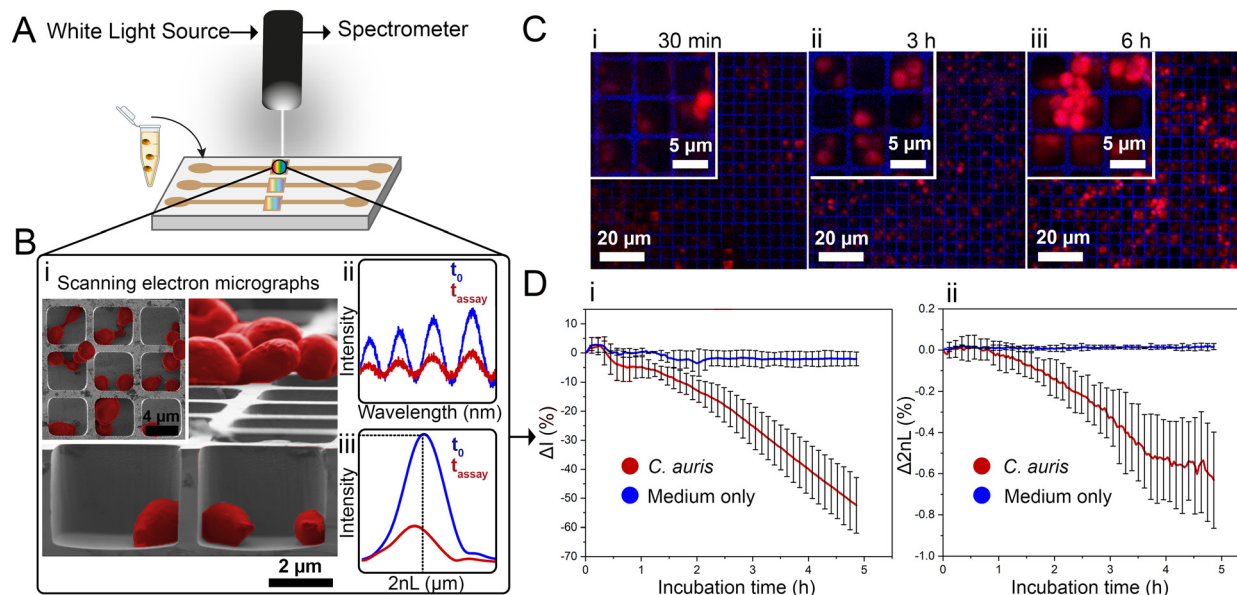 A
White Light Source
Spectrometer
B
i
Scanning electron micrographs
4 µm
2 µm
ii
t0
tassay
Intensity
Wavelength (nm)
iii
t0
tassay
Intensity
2nL (µm)
C
i
30 min
5 µm
20 µm
ii
3 h
5 µm
20 µm
iii
6 h
5 µm
20 µm
D
i
10
0
-10
-20
-30
-40
-50
-60
-70
ΔI (%)
C. auris
Medium only
0 1 2 3 4 5
Incubation time (h)
ii
0.2
0.0
-0.2
-0.4
-0.6
-0.8
-1.0
Δ2nL (%)
C. auris
Medium only
0 1 2 3 4 5
Incubation time (h)